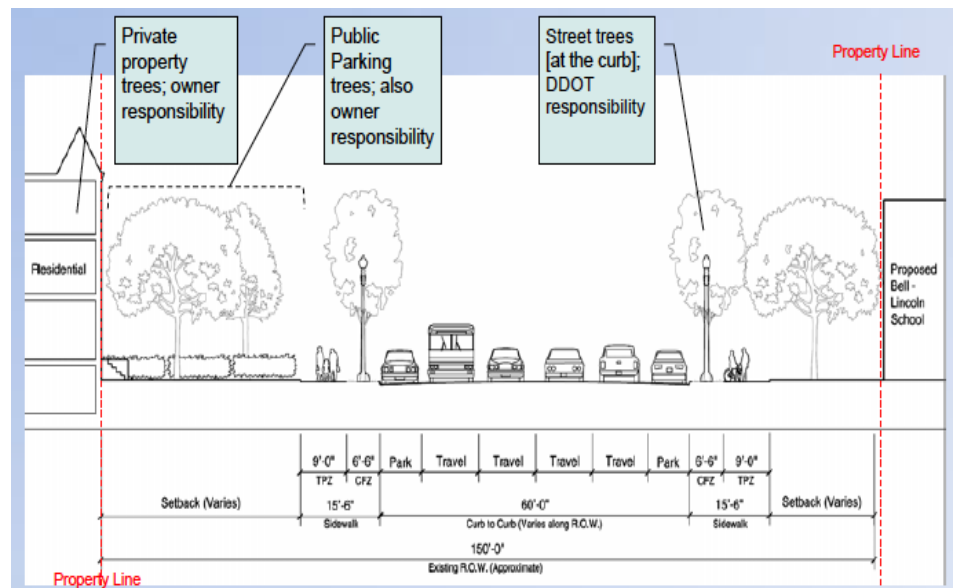 Private
property
trees; owner
responsibility
Public
Parking
trees; also
owner
responsibility
Street trees
[at the curb];
DDOT
responsibility
Property Line
Residential
Proposed
Bell -
Lincoln
School
9'-0" 6'-6" Park Travel Travel Travel Travel Park 6'-6" 9'-0"
TPZ CFZ CFZ TPZ
Setback (Varies) 15'-6" 60'-0" 15'-6" Setback (Varies)
Sidewalk Curb to Curb (Varies along R.O.W.) Sidewalk
150'-0"
Existing R.O.W. (Approximate)
Property Line